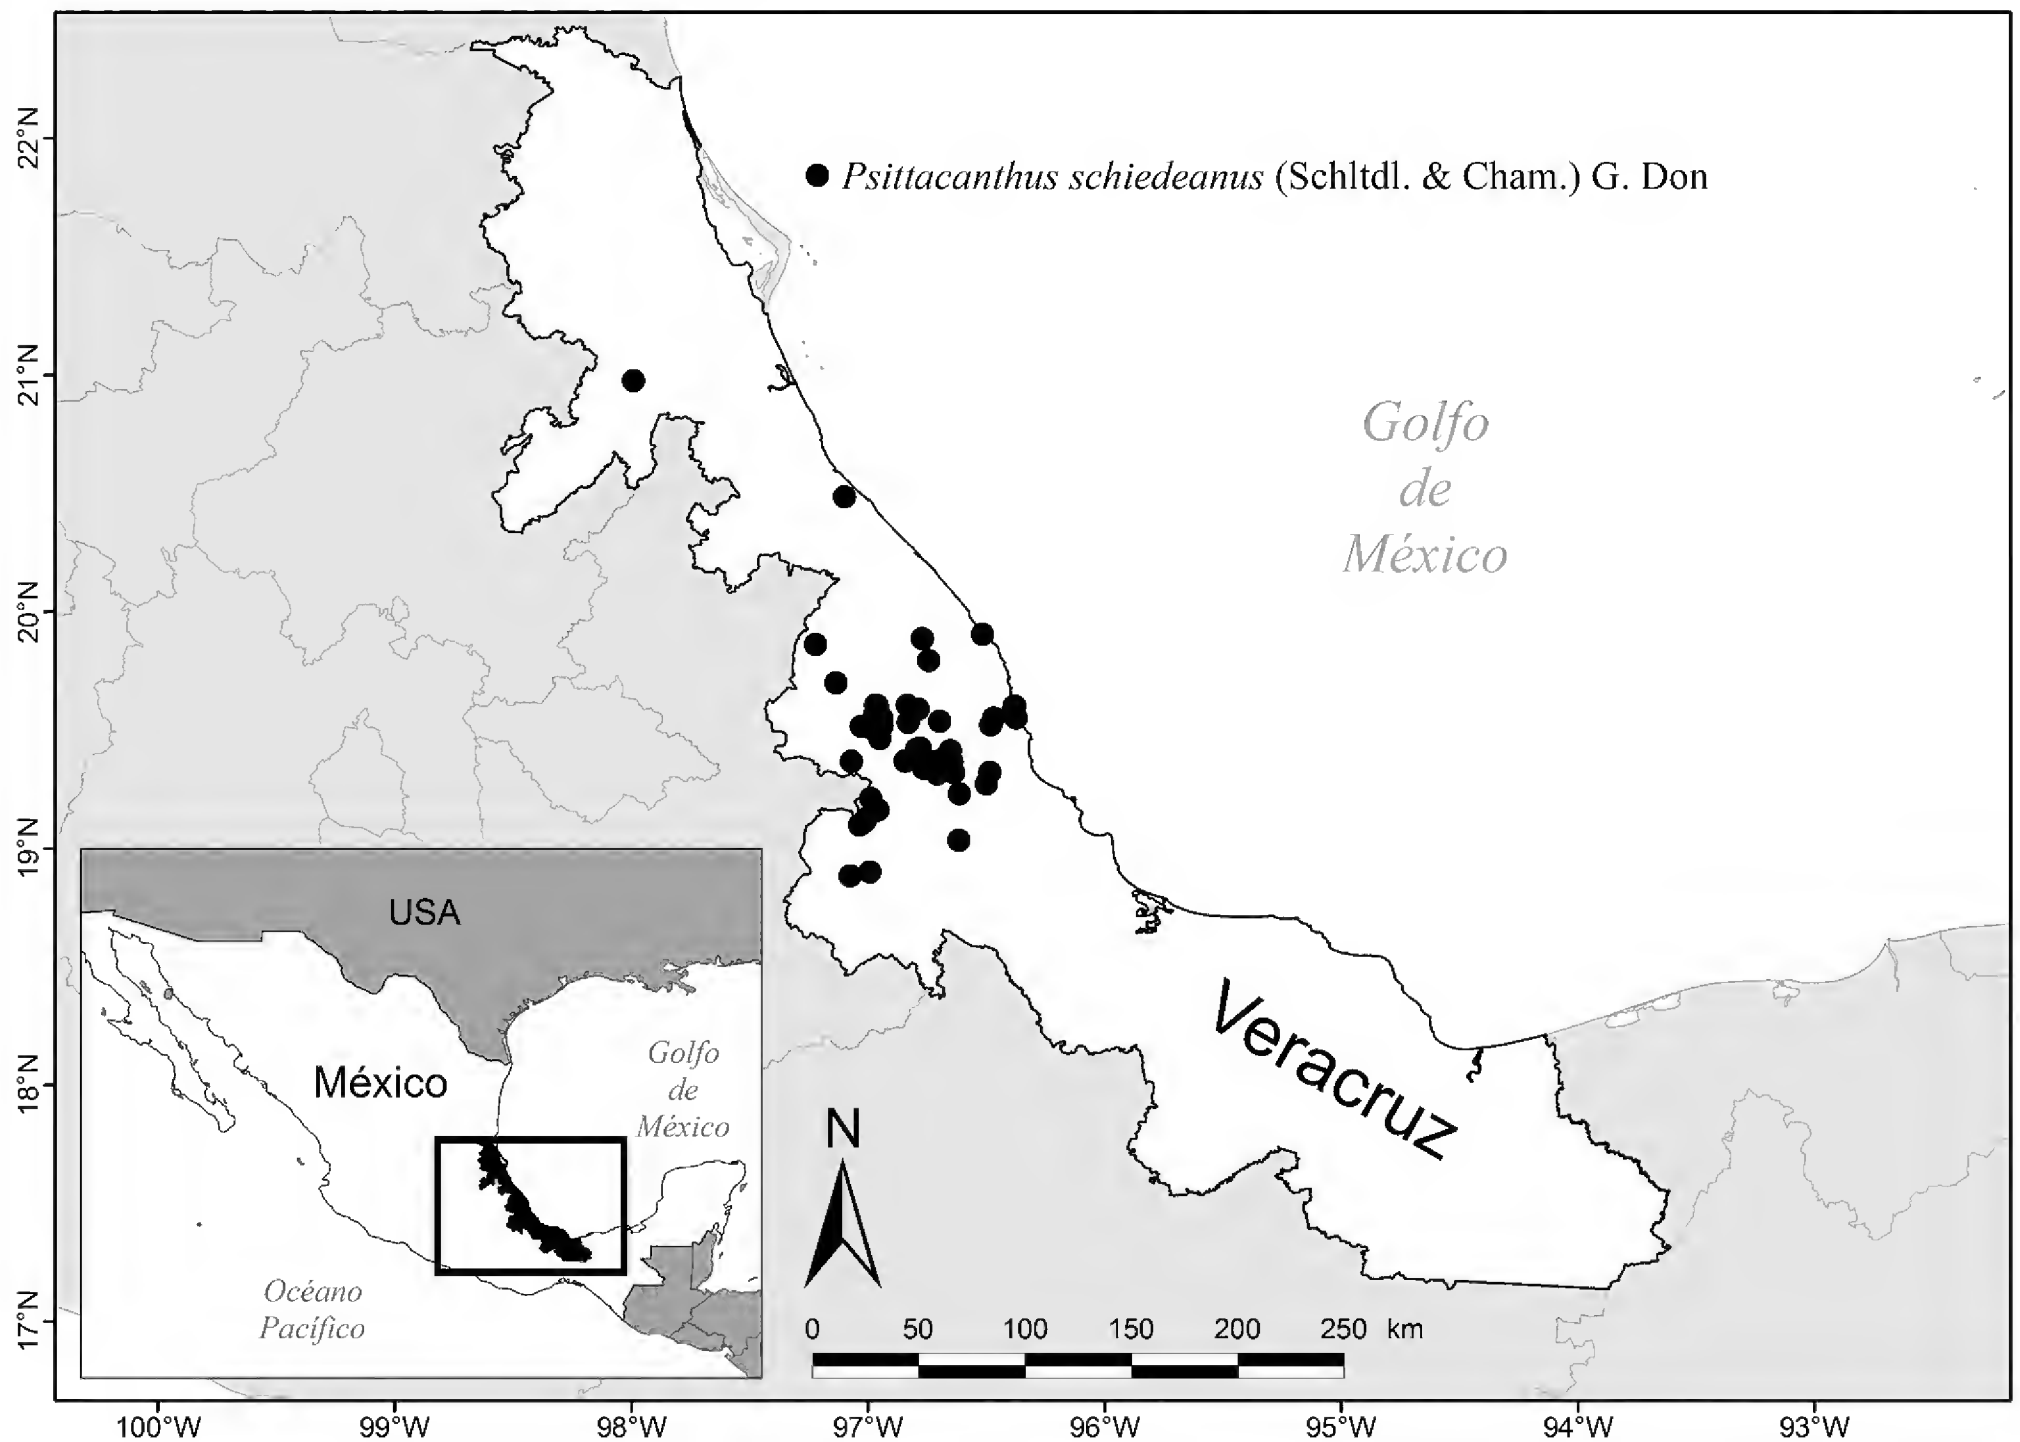 22°N
21°N
20°N
19°N
18°N
17°N
Psittacanthus schiedeanus (Schltdl. & Cham.) G. Don
Golfo
de
México
Veracruz
USA
México
Golfo
de
México
Océano
Pacífico
N
0 50 100 150 200 250 km
100°W 99°W 98°W 97°W 96°W 95°W 94°W 93°W